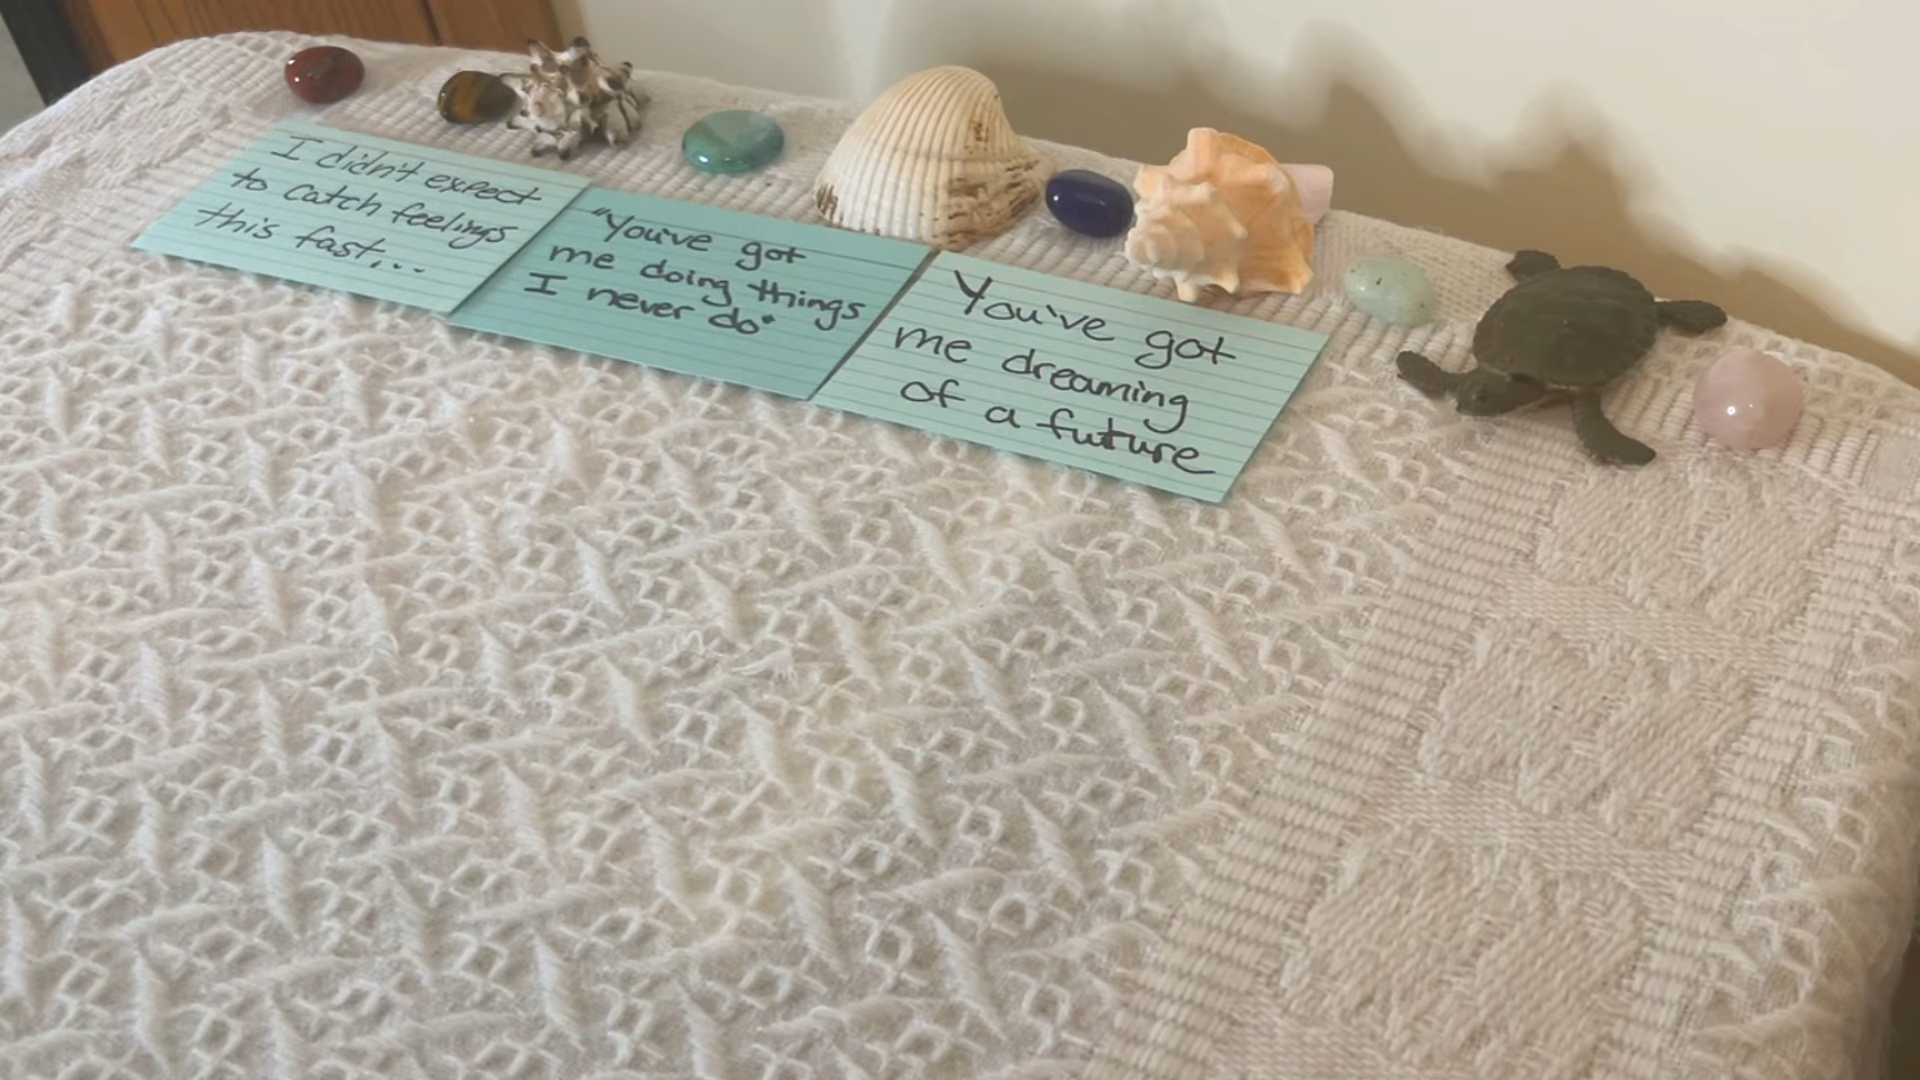 I didn't expect
to catch feelings
this fast...
"You've got
me doing things
I never do"
You've got
me dreaming
of a future